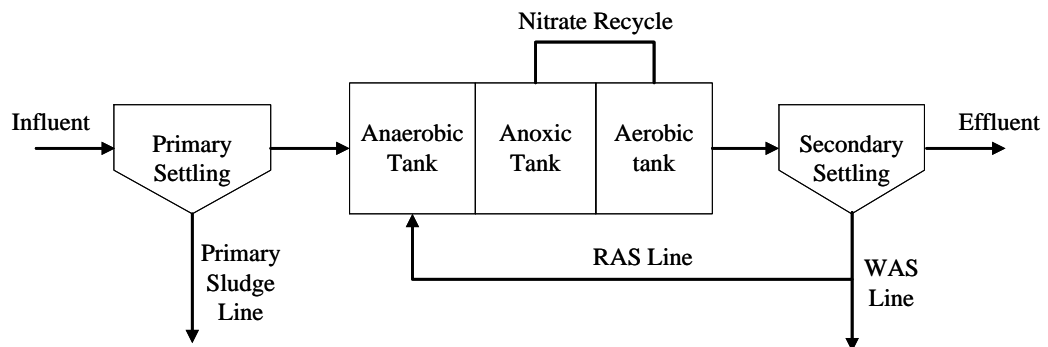 Nitrate Recycle
Influent
Primary
Settling
Anaerobic
Tank
Anoxic
Tank
Aerobic
tank
Secondary
Settling
Effluent
Primary
Sludge
Line
RAS Line
WAS
Line